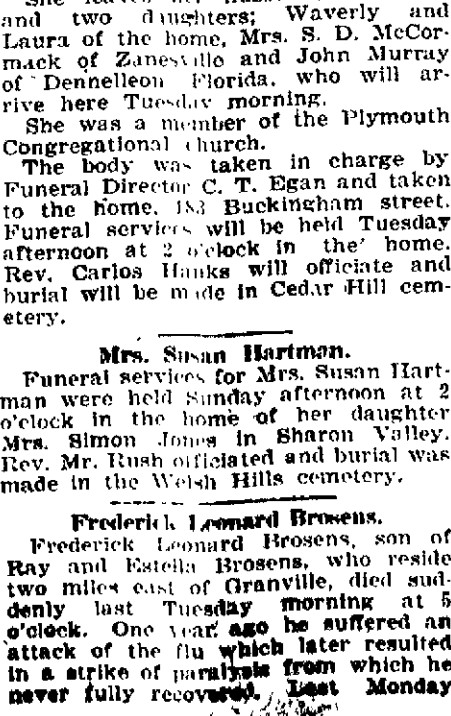 and two daughters; Waverly and
Laura of the home, Mrs. S. D. McCor-
mack of Zanesville and John Murray
of Dennelleon Florida, who will ar-
rive here Tuesday morning.
She was a member of the Plymouth
Congregational church.
The body was taken in charge by
Funeral Director C. T. Egan and taken
to the home, 183 Buckingham street.
Funeral services will be held Tuesday
afternoon at 2 o'clock in the' home.
Rev. Carlos Hanks will officiate and
burial will be made in Cedar Hill cem-
etery.
Mrs. Susan Hartman.
Funeral services for Mrs. Susan Hart-
man were held Sunday afternoon at 2
o'clock in the home of her daughter
Mrs. Simon Jones in Sharon Valley.
Rev. Mr. Rush officiated and burial was
made in the Welsh Hills cemetery.
Frederick Leonard Brosens.
Frederick Leonard Brosens, son of
Ray and Estella Brosens, who reside
two miles east of Granville, died sud-
denly last Tuesday morning at 5
o'clock. One year ago he suffered an
attack of the flu which later resulted
in a strike of paralysis from which he
never fully recovered. Last Monday